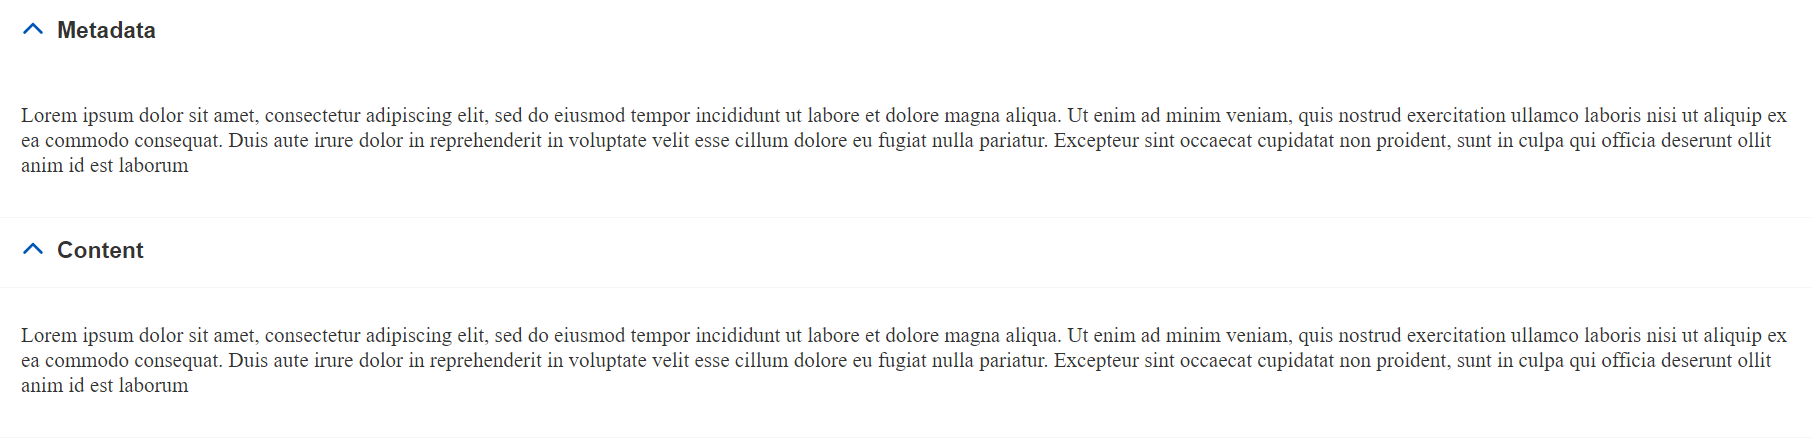 Metadata
Lorem ipsum dolor sit amet, consectetur adipiscing elit, sed do eiusmod tempor incididunt ut labore et dolore magna aliqua. Ut enim ad minim veniam, quis nostrud exercitation ullamco laboris nisi ut aliquip ex
ea commodo consequat. Duis aute irure dolor in reprehenderit in voluptate velit esse cillum dolore eu fugiat nulla pariatur. Excepteur sint occaecat cupidatat non proident, sunt in culpa qui officia deserunt ollit
anim id est laborum
Content
Lorem ipsum dolor sit amet, consectetur adipiscing elit, sed do eiusmod tempor incididunt ut labore et dolore magna aliqua. Ut enim ad minim veniam, quis nostrud exercitation ullamco laboris nisi ut aliquip ex
ea commodo consequat. Duis aute irure dolor in reprehenderit in voluptate velit esse cillum dolore eu fugiat nulla pariatur. Excepteur sint occaecat cupidatat non proident, sunt in culpa qui officia deserunt ollit
anim id est laborum